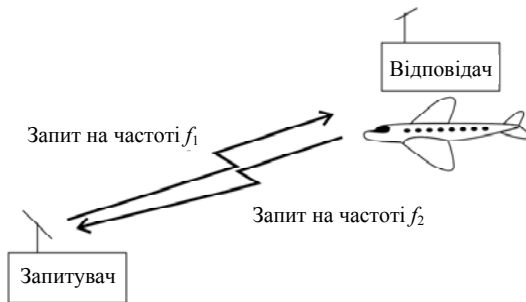 Відповідач
Запит на частоті f₁
Запит на частоті f₂
Запитувач